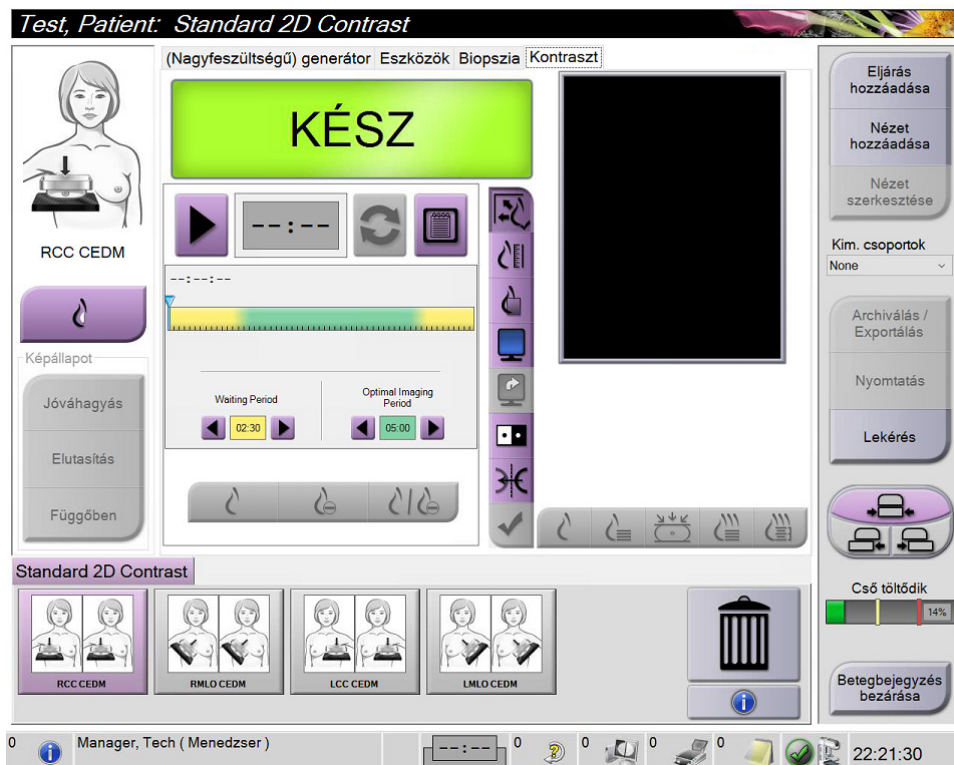 Test, Patient: Standard 2D Contrast
(Nagyfeszültségű) generátor Eszközök Biopszia Kontraszt
KÉSZ
--:--
--:--:--
Waiting Period
02:30
Optimal Imaging
Period
05:00
RCC CEDM
Képállapot
Jóváhagyás
Elutasítás
Függőben
Eljárás
hozzáadása
Nézet
hozzáadása
Nézet
szerkesztése
Kim. csoportok
None
Archiválás /
Exportálás
Nyomtatás
Lekérés
Cső töltődik
14%
Betegbejegyzés
bezárása
Standard 2D Contrast
RCC CEDM
RMLO CEDM
LCC CEDM
LMLO CEDM
0 Manager, Tech ( Menedzser ) --:-- 0 0 0 0 22:21:30